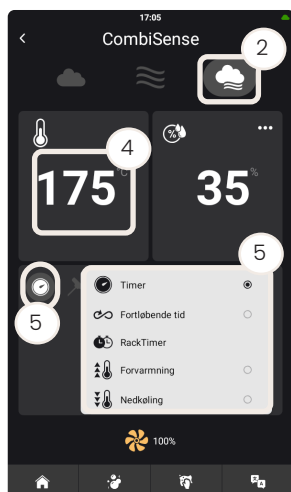 17:05
CombiSense
2
4
175 °C
35 %
5
5
Timer
Fortløbende tid
RackTimer
Forvarmning
Nedkøling
100%